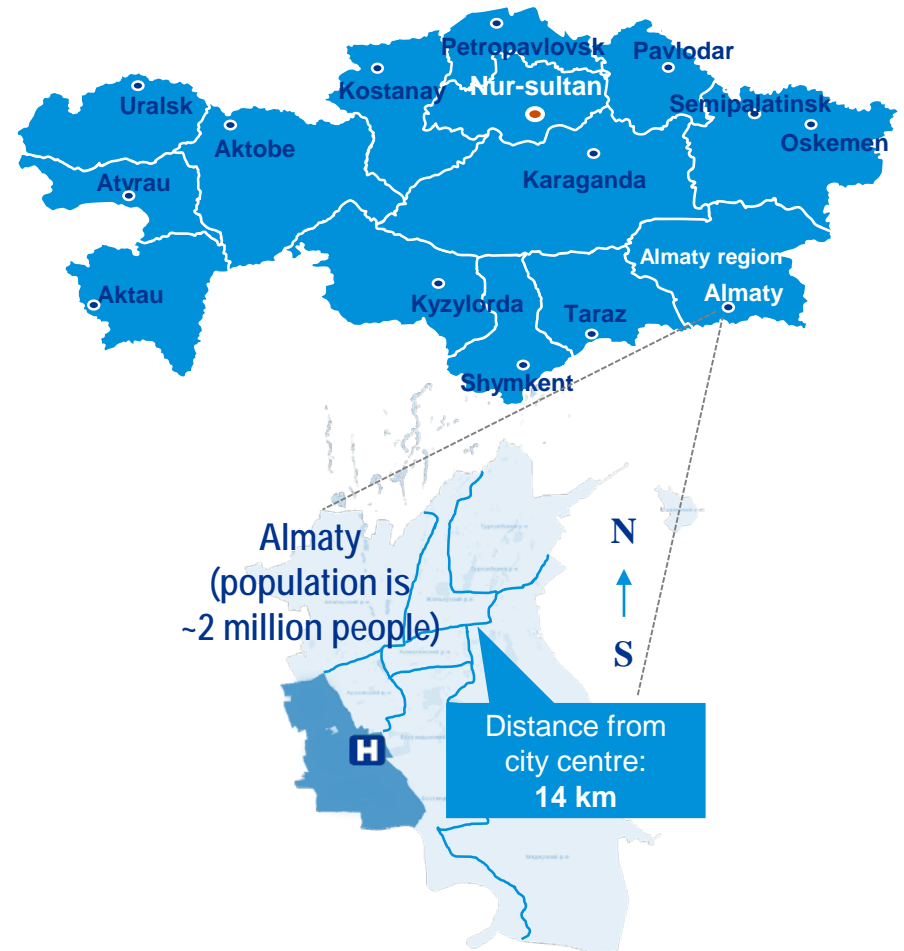 Petropavlovsk
Pavlodar
Kostanay
Nur-sultan
Uralsk
Semipalatinsk
Aktobe
Oskemen
Atyrau
Karaganda
Almaty region
Aktau
Kyzylorda
Almaty
Taraz
Shymkent
Almaty
(population is
~2 million people)
N
S
H
Distance from
city centre:
14 km